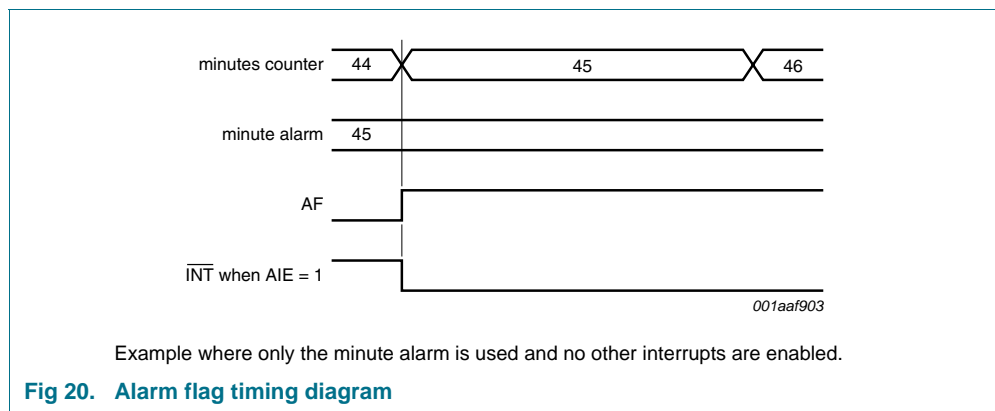 minutes counter 44 45 46
minute alarm 45
AF
INT when AIE = 1
001aaf903
Example where only the minute alarm is used and no other interrupts are enabled.
Fig 20. Alarm flag timing diagram